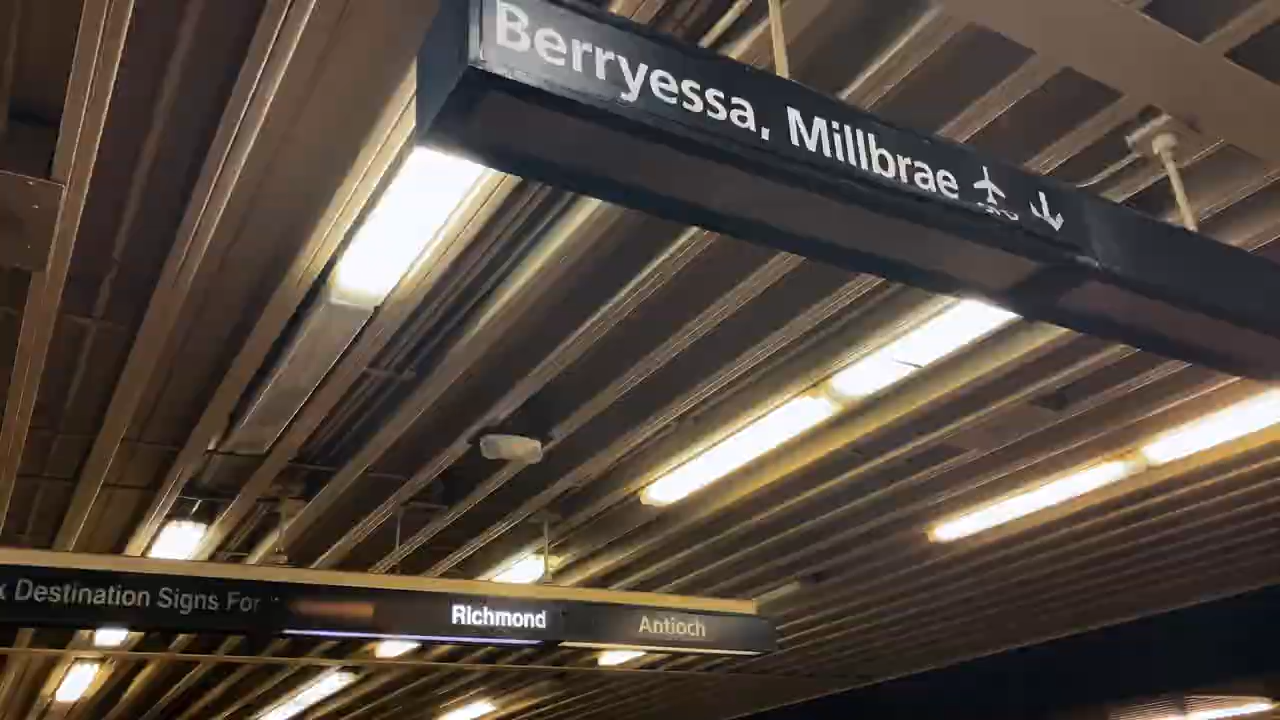 Berryessa, Millbrae
Destination Signs For
Richmond
Antioch